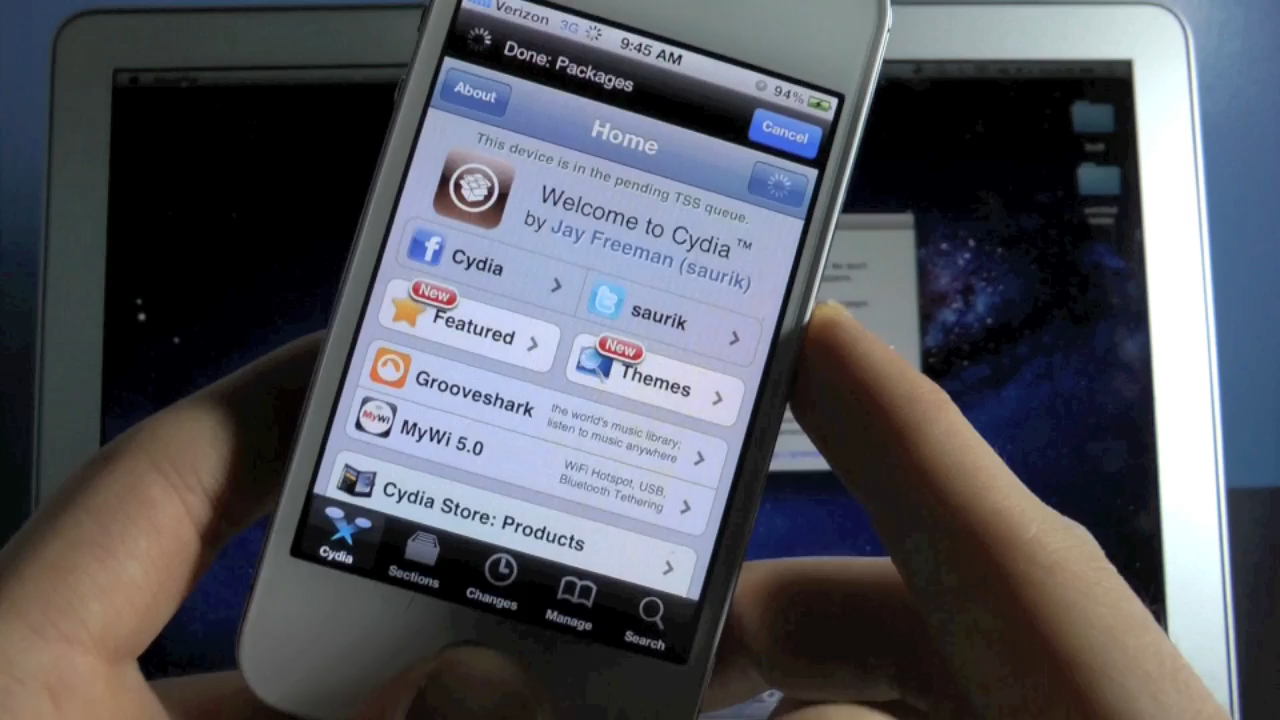 Verizon 3G 9:45 AM 94%
Done: Packages
Cancel
About
Home
This device is in the pending TSS queue.
Welcome to Cydia™
by Jay Freeman (saurik)
Cydia
saurik
New
Featured
New
Themes
Grooveshark
the world's music library;
listen to music anywhere
MyWi
MyWi 5.0
WiFi Hotspot, USB,
Bluetooth Tethering
Cydia Store: Products
Cydia
Sections
Changes
Manage
Search